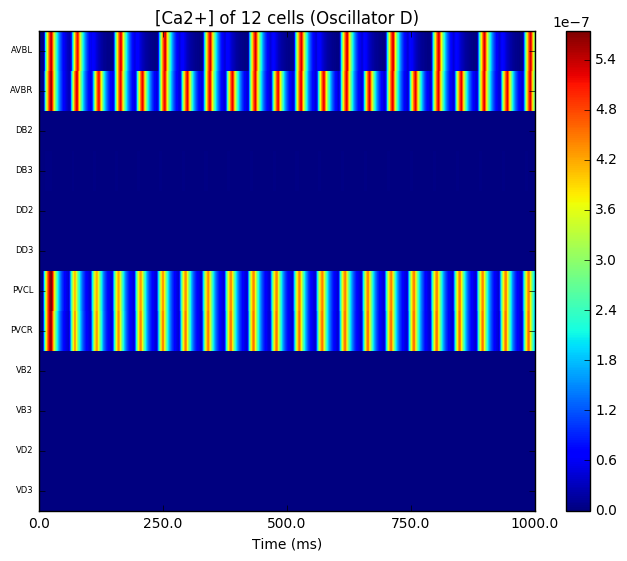 [Ca2+] of 12 cells (Oscillator D)
1e−7
AVBL
AVBR
DB2
DB3
DD2
DD3
PVCL
PVCR
VB2
VB3
VD2
VD3
5.4
4.8
4.2
3.6
3.0
2.4
1.8
1.2
0.6
0.0
0.0 250.0 500.0 750.0 1000.0
Time (ms)